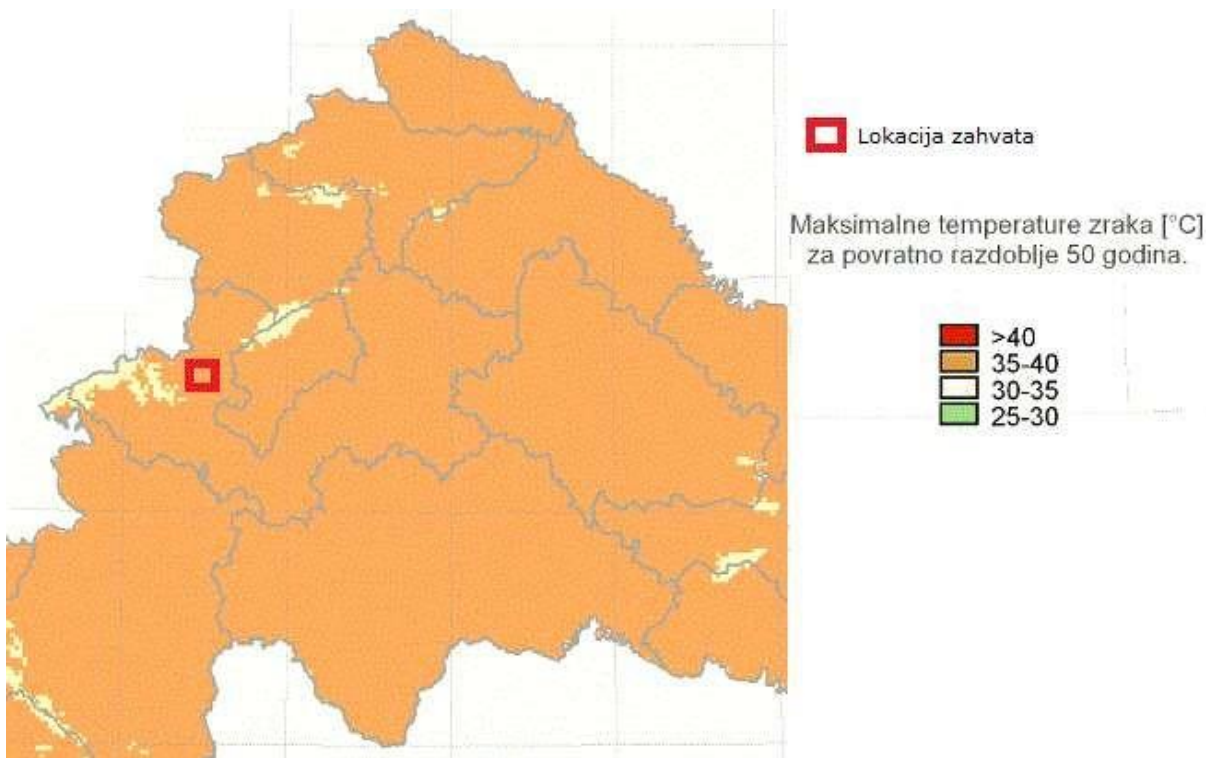 Lokacija zahvata
Maksimalne temperature zraka [°C]
za povratno razdoblje 50 godina.
>40
35-40
30-35
25-30